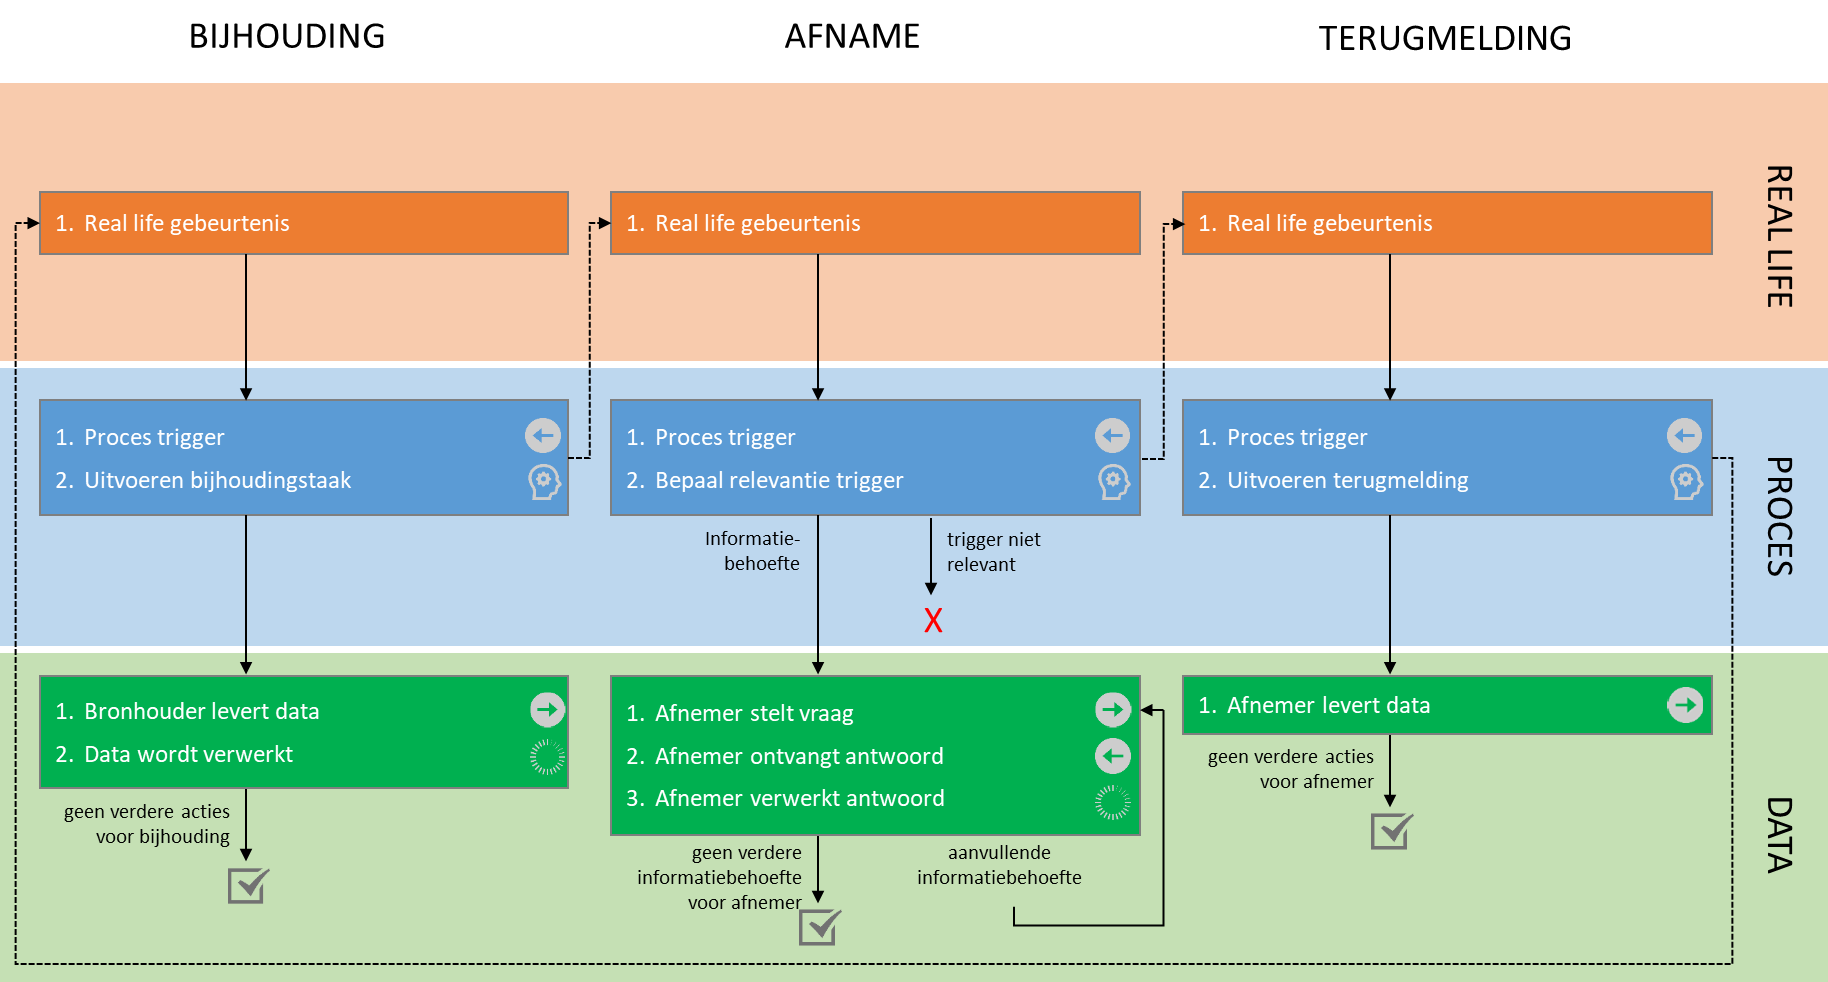 BIJHOUDING
AFNAME
TERUGMELDING
REAL LIFE
1. Real life gebeurtenis
1. Real life gebeurtenis
1. Real life gebeurtenis
PROCES
1. Proces trigger
2. Uitvoeren bijhoudingstaak
1. Proces trigger
2. Bepaal relevantie trigger
1. Proces trigger
2. Uitvoeren terugmelding
Informatie-
behoefte
trigger niet
relevant
X
DATA
1. Bronhouder levert data
2. Data wordt verwerkt
geen verdere acties
voor bijhouding
1. Afnemer stelt vraag
2. Afnemer ontvangt antwoord
3. Afnemer verwerkt antwoord
geen verdere
informatiebehoefte
voor afnemer
aanvullende
informatiebehoefte
1. Afnemer levert data
geen verdere acties
voor afnemer